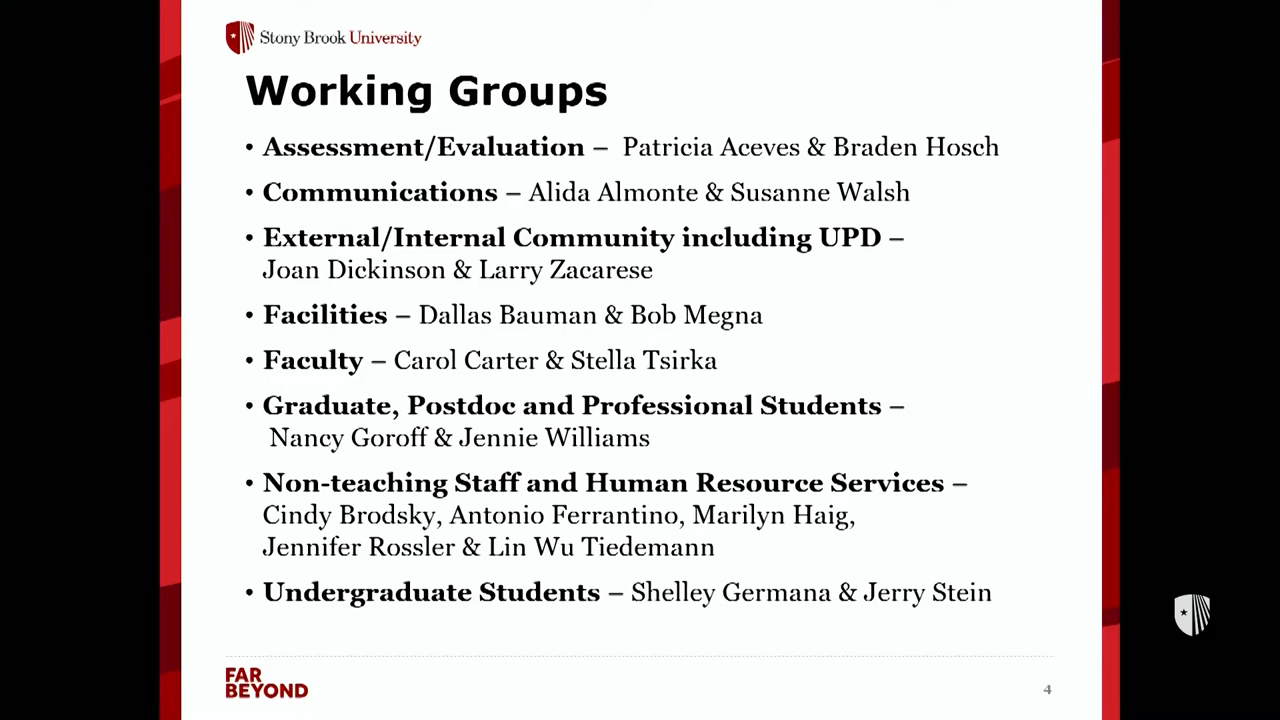 Stony Brook University
Working Groups
• Assessment/Evaluation – Patricia Aceves & Braden Hosch
• Communications – Alida Almonte & Susanne Walsh
• External/Internal Community including UPD –
Joan Dickinson & Larry Zacarese
• Facilities – Dallas Bauman & Bob Megna
• Faculty – Carol Carter & Stella Tsirka
• Graduate, Postdoc and Professional Students –
Nancy Goroff & Jennie Williams
• Non-teaching Staff and Human Resource Services –
Cindy Brodsky, Antonio Ferrantino, Marilyn Haig,
Jennifer Rossler & Lin Wu Tiedemann
• Undergraduate Students – Shelley Germana & Jerry Stein
FAR
BEYOND
4